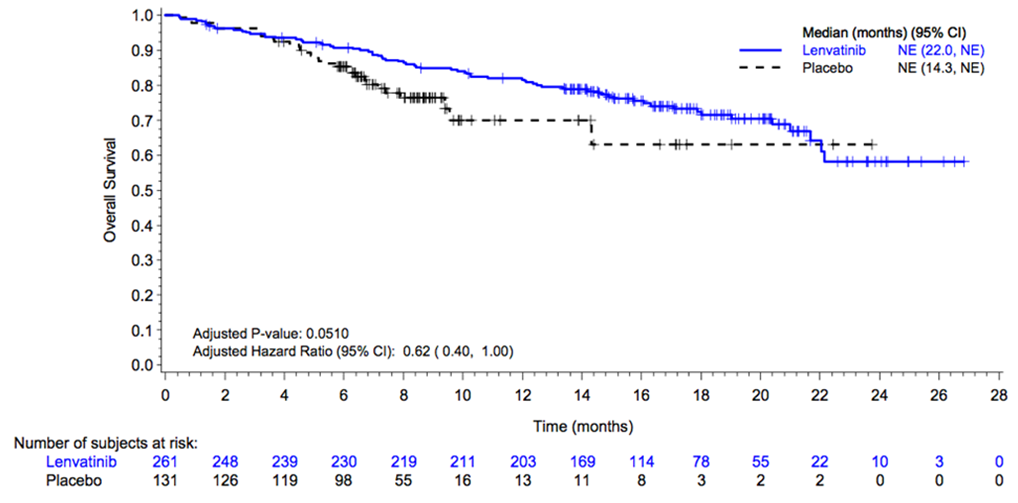 Median (months) (95% CI)
Lenvatinib NE (22.0, NE)
Placebo NE (14.3, NE)
Overall Survival
1.0
0.9
0.8
0.7
0.6
0.5
0.4
0.3
0.2
0.1
0.0
Adjusted P-value: 0.0510
Adjusted Hazard Ratio (95% CI): 0.62 ( 0.40, 1.00)
0 2 4 6 8 10 12 14 16 18 20 22 24 26 28
Time (months)
Number of subjects at risk:
Lenvatinib 261 248 239 230 219 211 203 169 114 78 55 22 10 3 0
Placebo 131 126 119 98 55 16 13 11 8 3 2 2 0 0 0